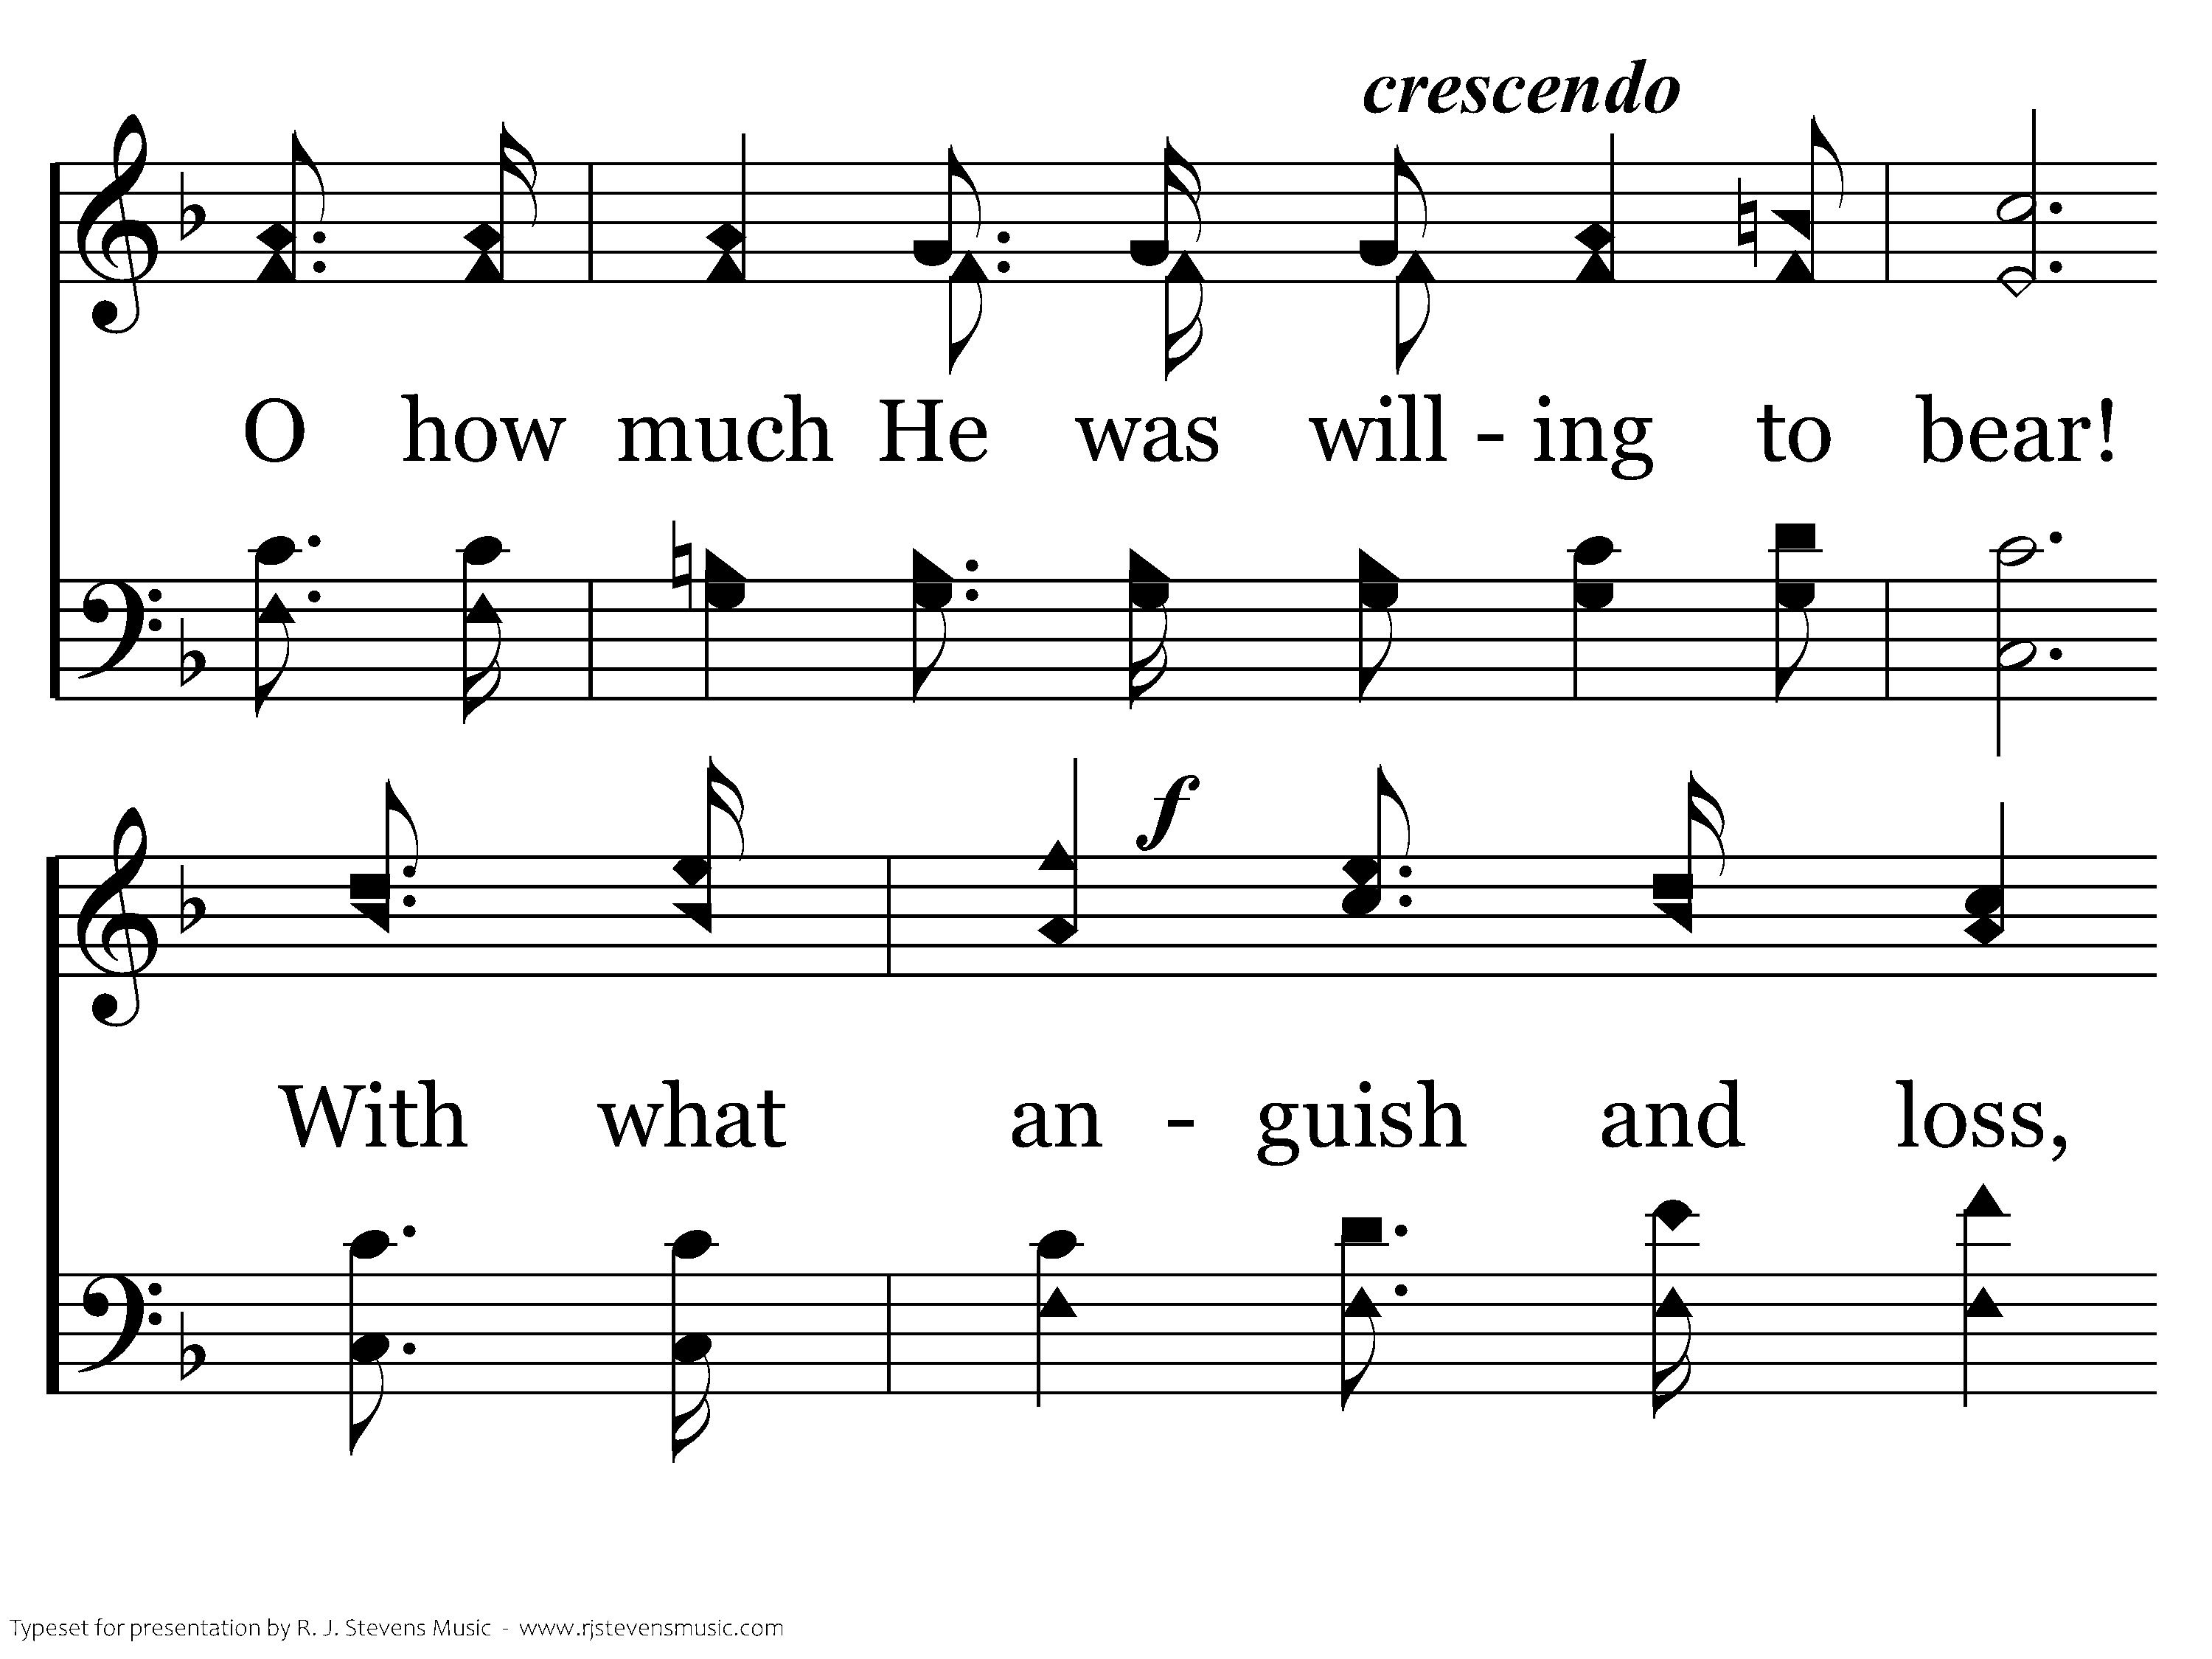 crescendo
O how much He was will - ing to bear!
f
With what an - guish and loss,
Typeset for presentation by R. J. Stevens Music - www.rjstevensmusic.com